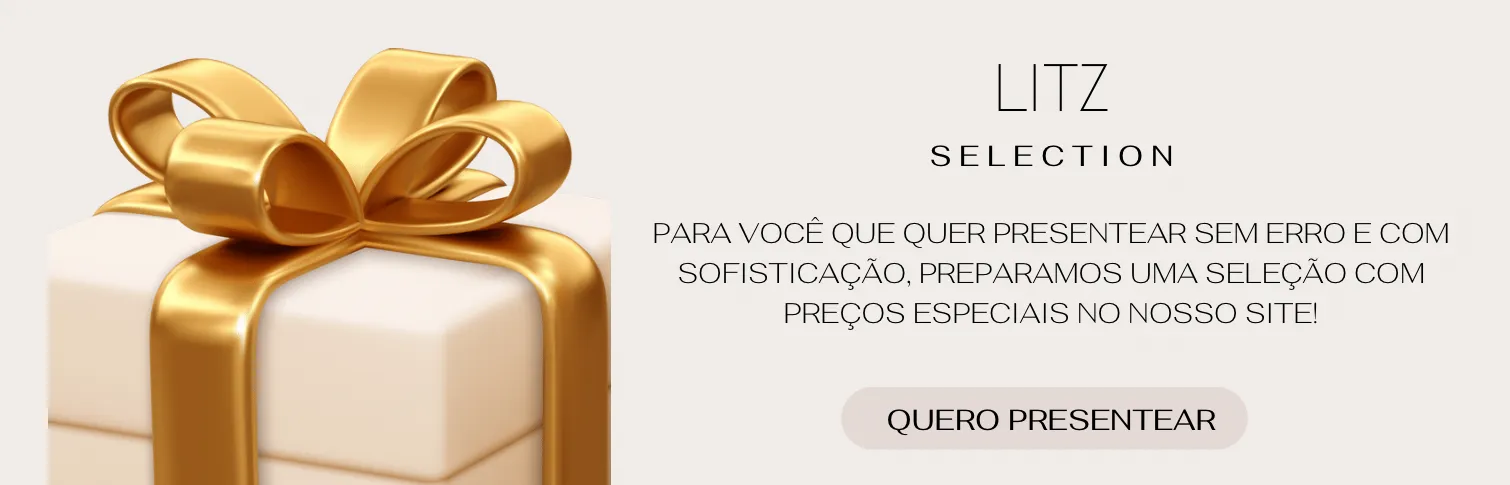 LITZ
SELECTION
PARA VOCÊ QUE QUER PRESENTEAR SEM ERRO E COM
SOFISTICAÇÃO, PREPARAMOS UMA SELEÇÃO COM
PREÇOS ESPECIAIS NO NOSSO SITE!
QUERO PRESENTEAR